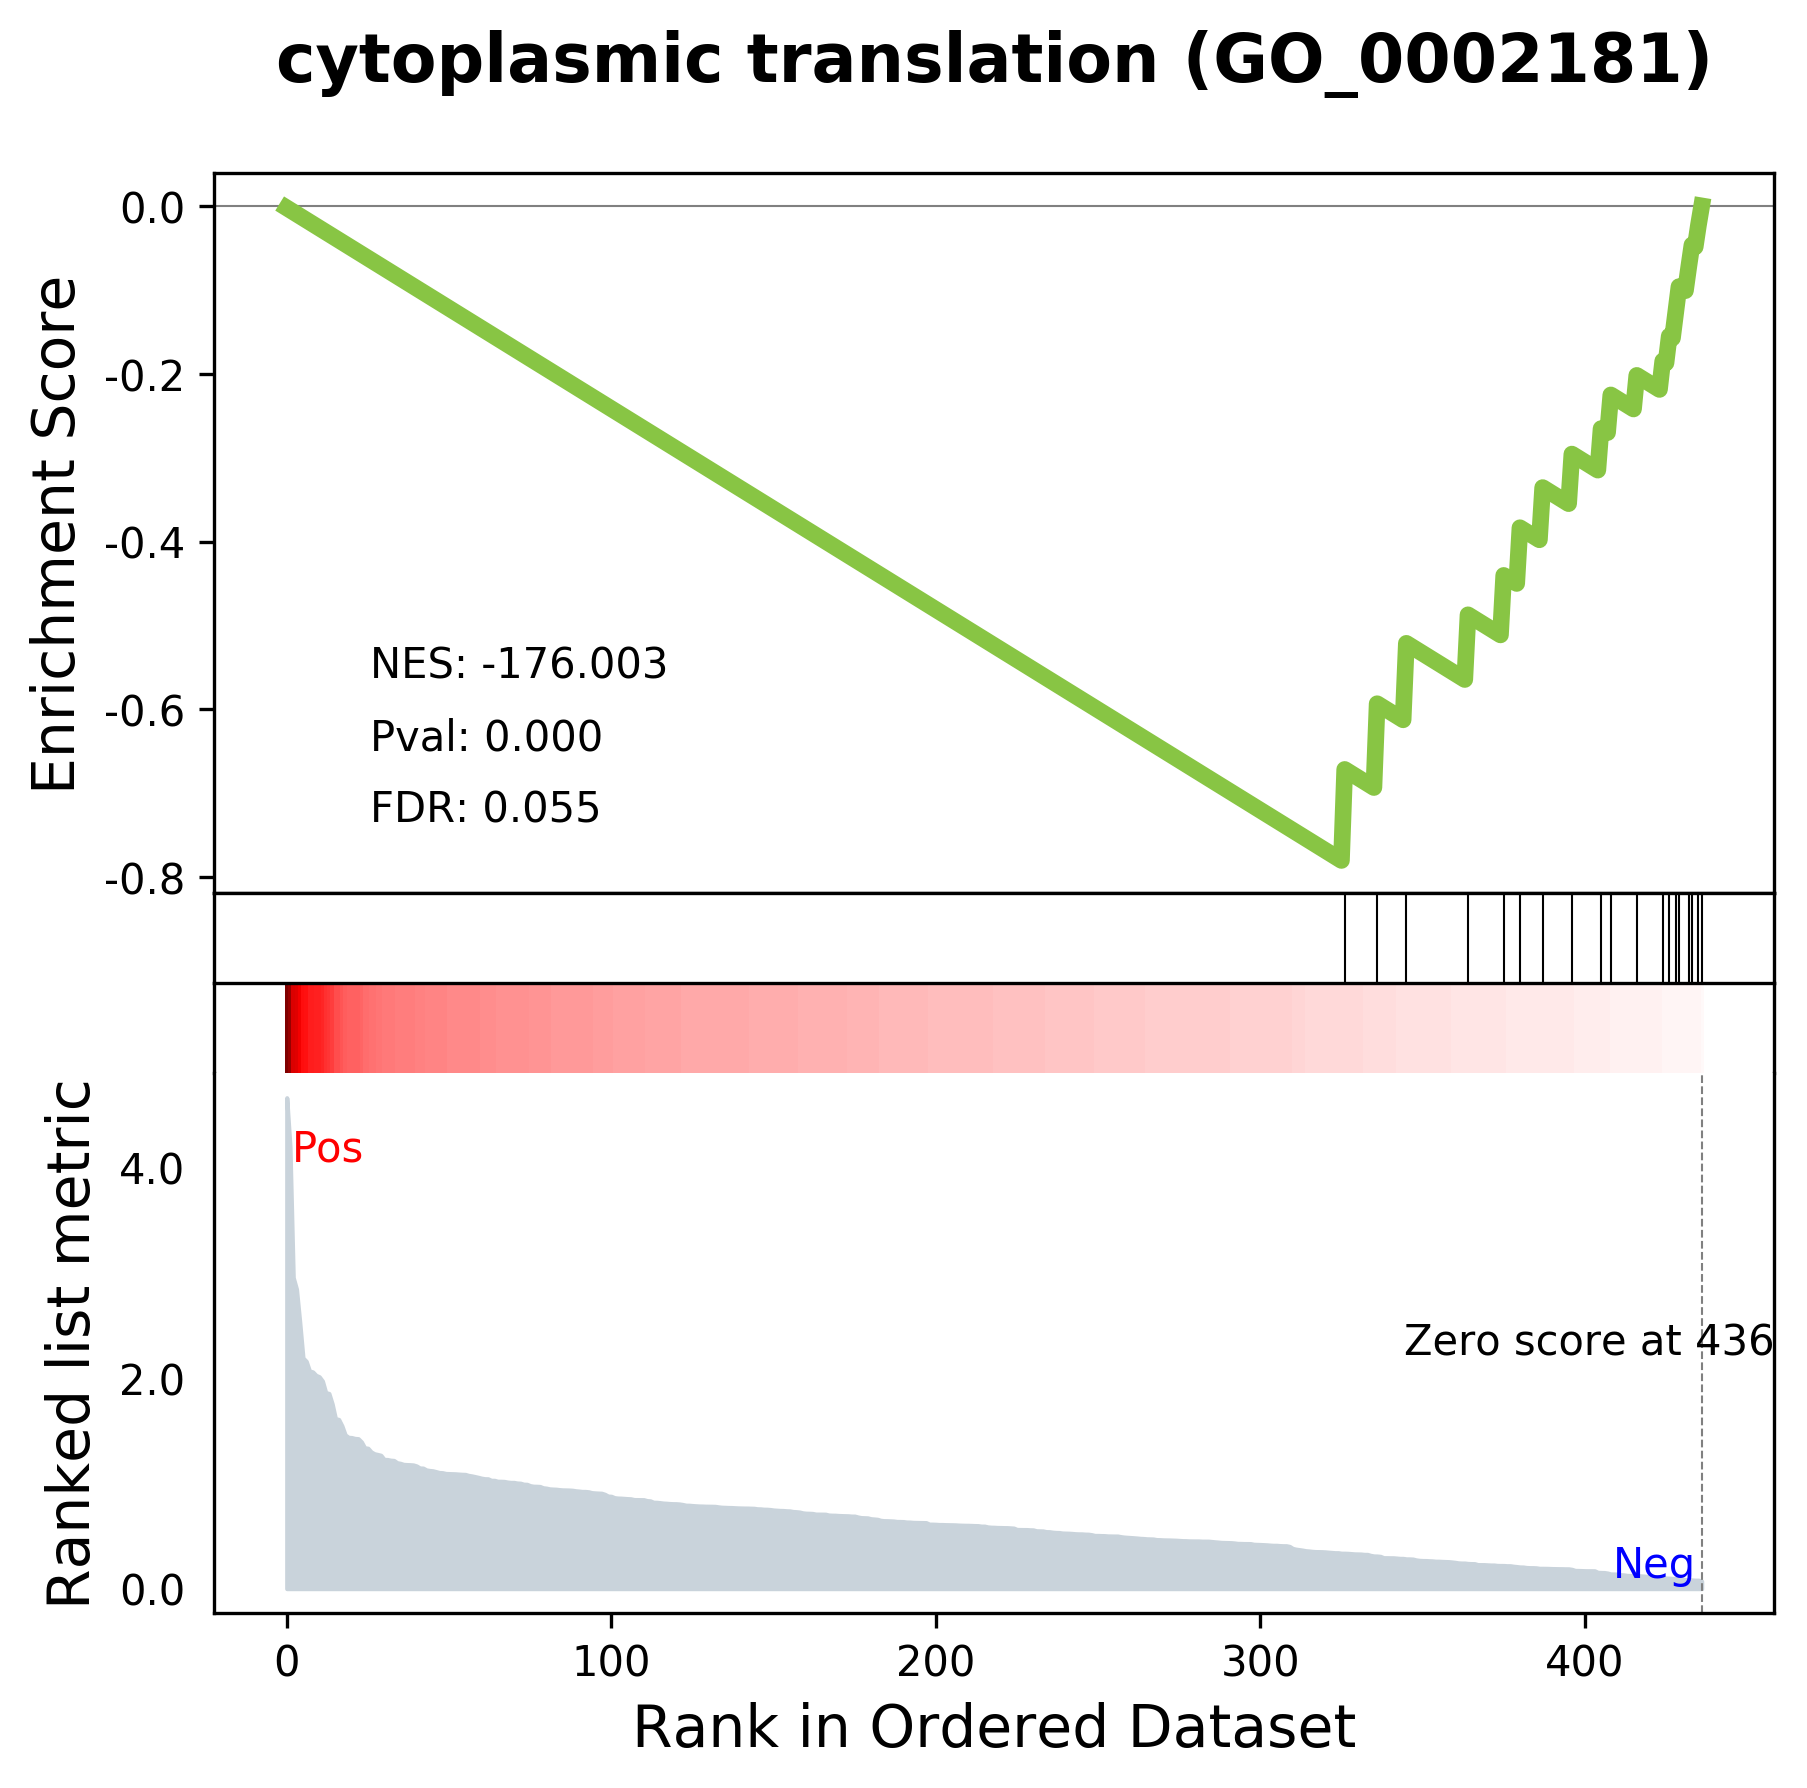 cytoplasmic translation (GO_0002181)
Enrichment Score
0.0
-0.2
-0.4
-0.6
-0.8
NES: -176.003
Pval: 0.000
FDR: 0.055
Ranked list metric
4.0
2.0
0.0
Pos
Zero score at 436
Neg
0 100 200 300 400
Rank in Ordered Dataset